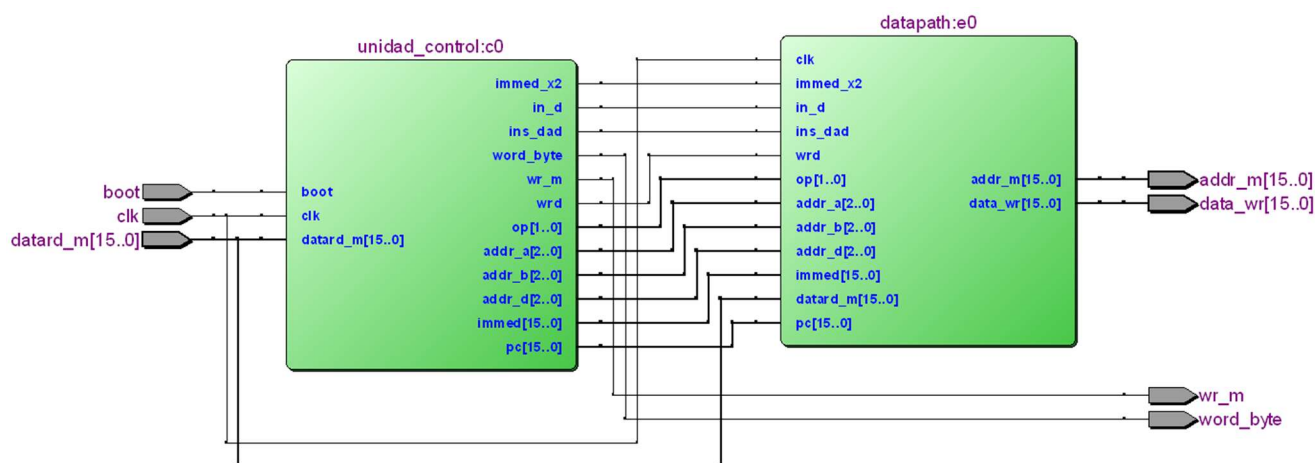 unidad_control:c0
boot
clk
datard_m[15..0]
boot
clk
datard_m[15..0]
immed_x2
in_d
ins_dad
word_byte
wr_m
wrd
op[1..0]
addr_a[2..0]
addr_b[2..0]
addr_d[2..0]
immed[15..0]
pc[15..0]
datapath:e0
clk
immed_x2
in_d
ins_dad
wrd
op[1..0]
addr_a[2..0]
addr_b[2..0]
addr_d[2..0]
immed[15..0]
datard_m[15..0]
pc[15..0]
addr_m[15..0]
data_wr[15..0]
addr_m[15..0]
data_wr[15..0]
wr_m
word_byte